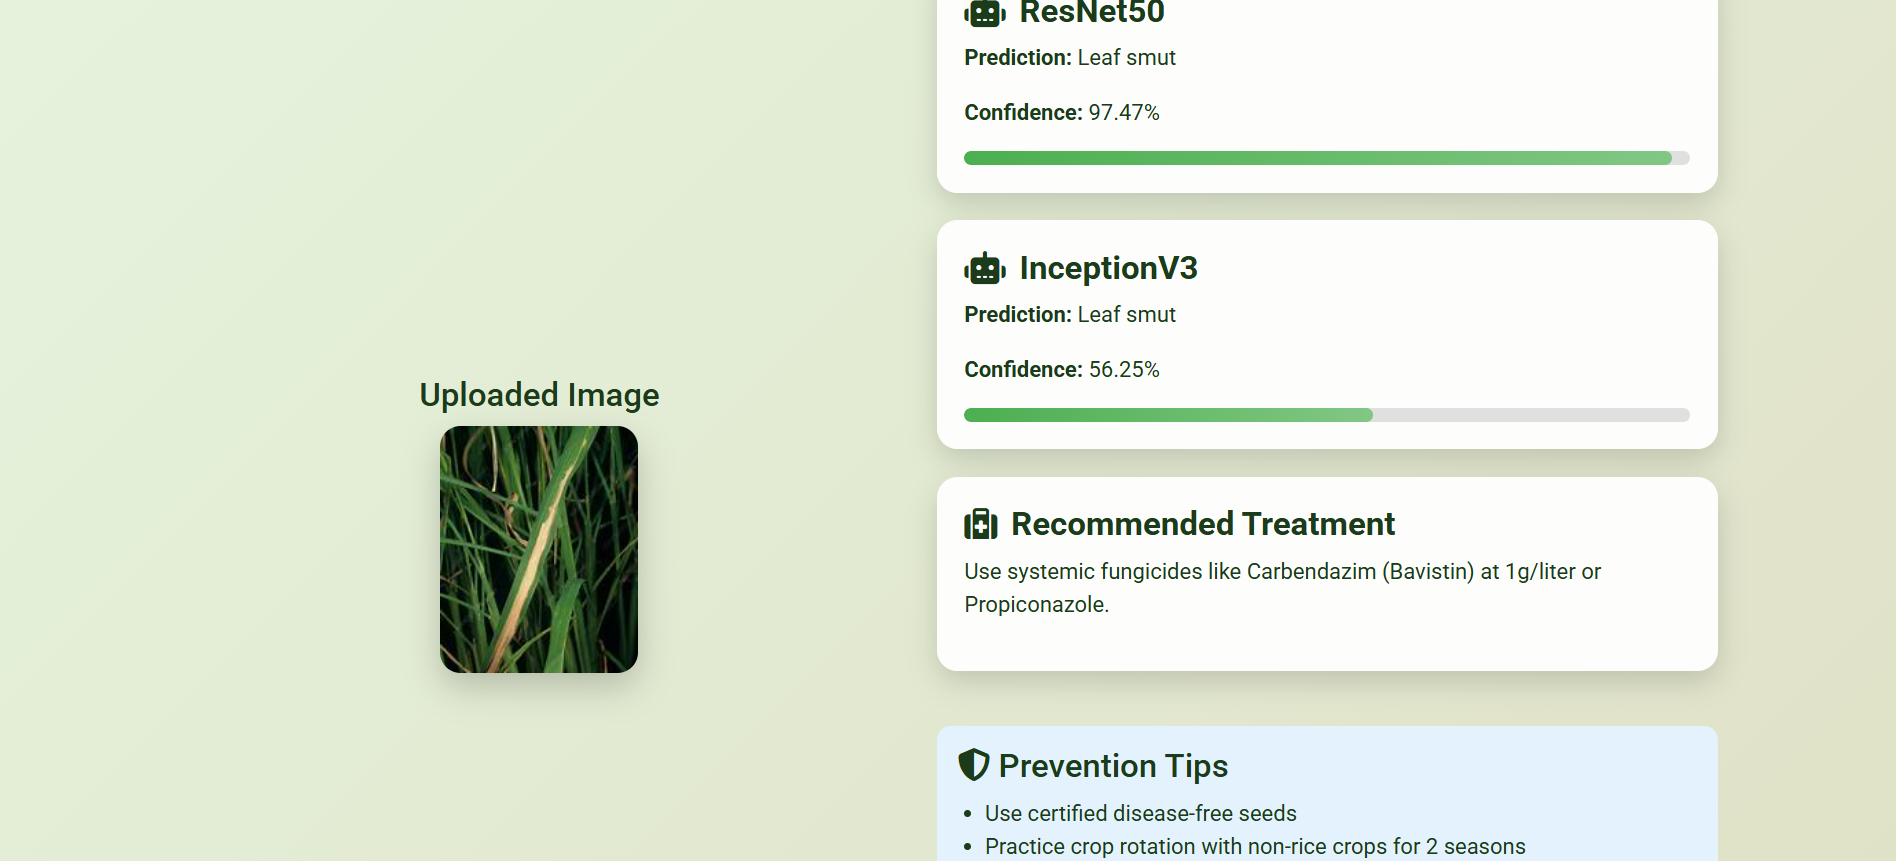 ResNet50
Prediction: Leaf smut
Confidence: 97.47%
InceptionV3
Prediction: Leaf smut
Confidence: 56.25%
Uploaded Image
Recommended Treatment
Use systemic fungicides like Carbendazim (Bavistin) at 1g/liter or
Propiconazole.
Prevention Tips
Use certified disease-free seeds
Practice crop rotation with non-rice crops for 2 seasons